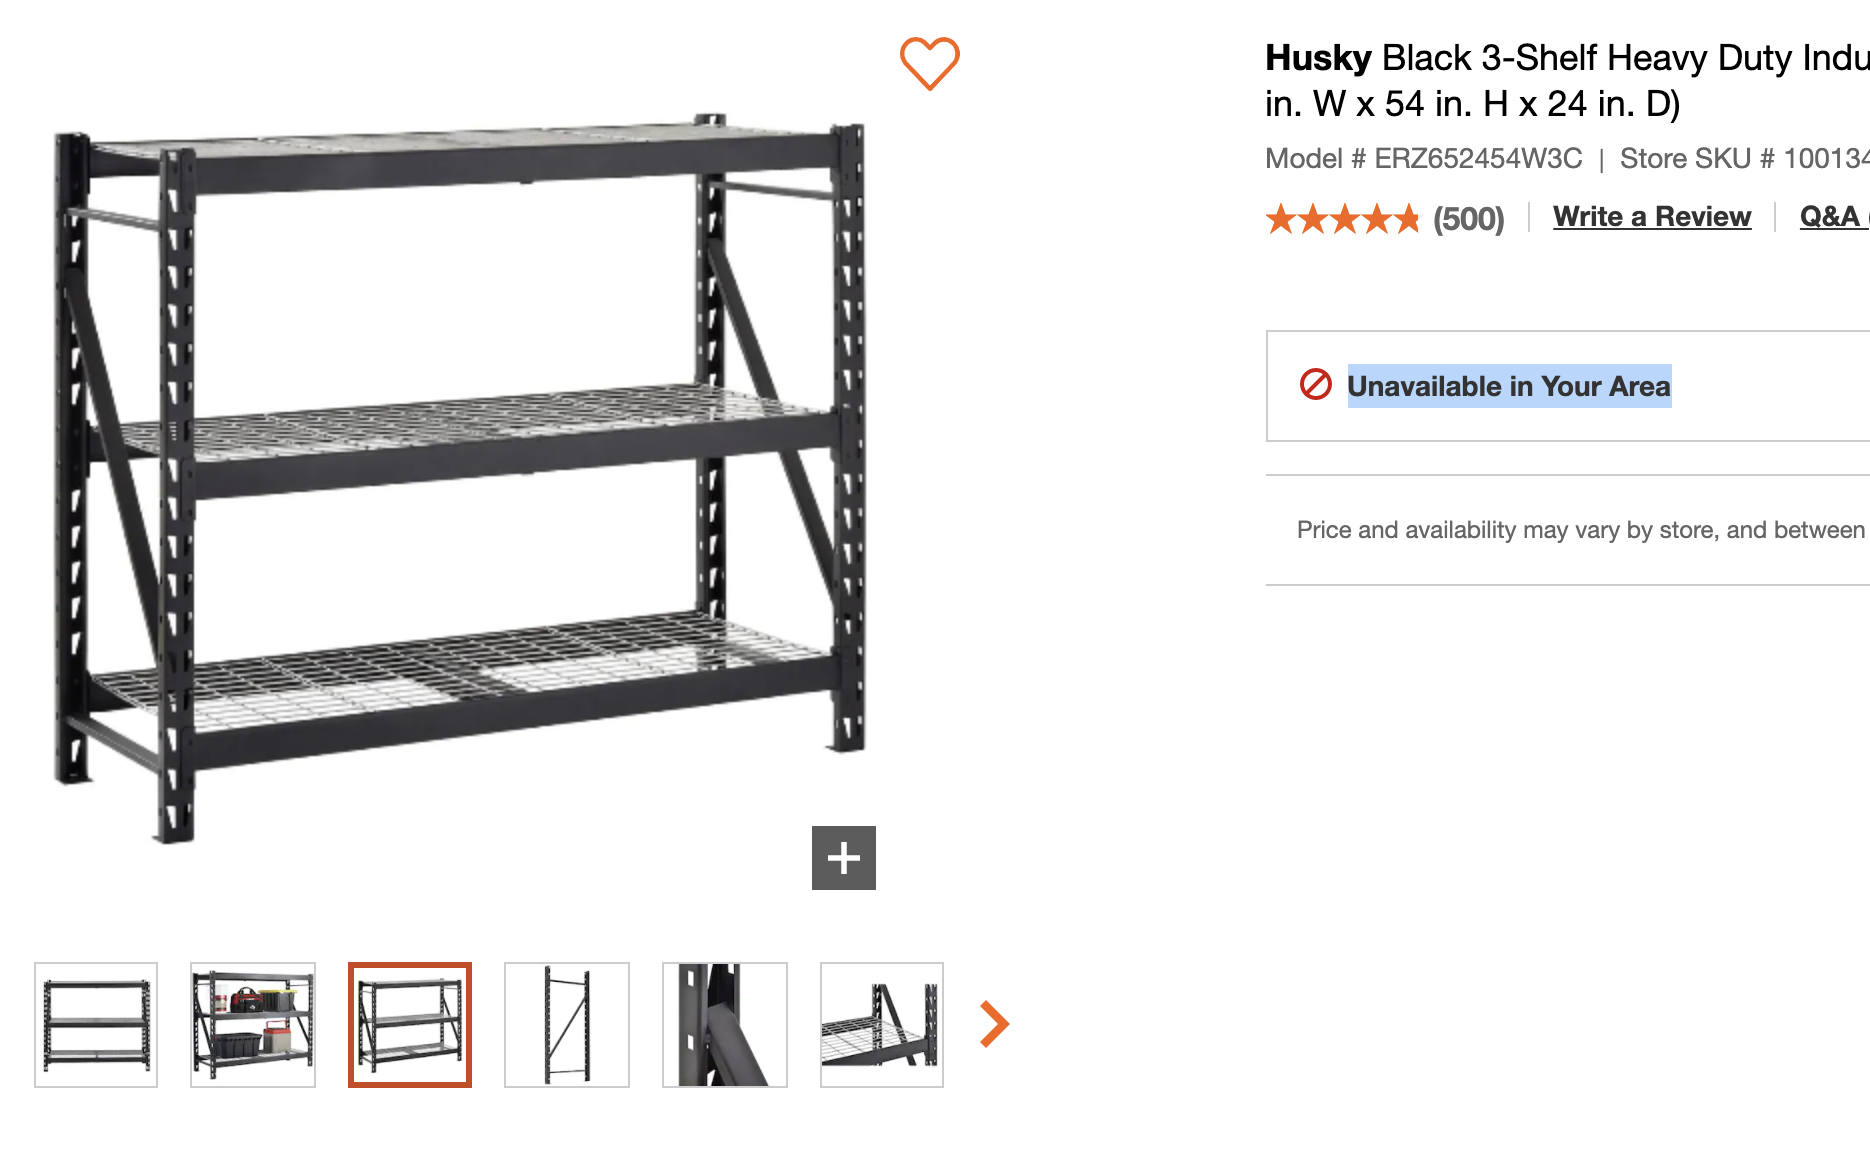 Husky Black 3-Shelf Heavy Duty Indu
in. W x 54 in. H x 24 in. D)
Model # ERZ652454W3C | Store SKU # 100134
(500) Write a Review Q&A (
Unavailable in Your Area
Price and availability may vary by store, and between